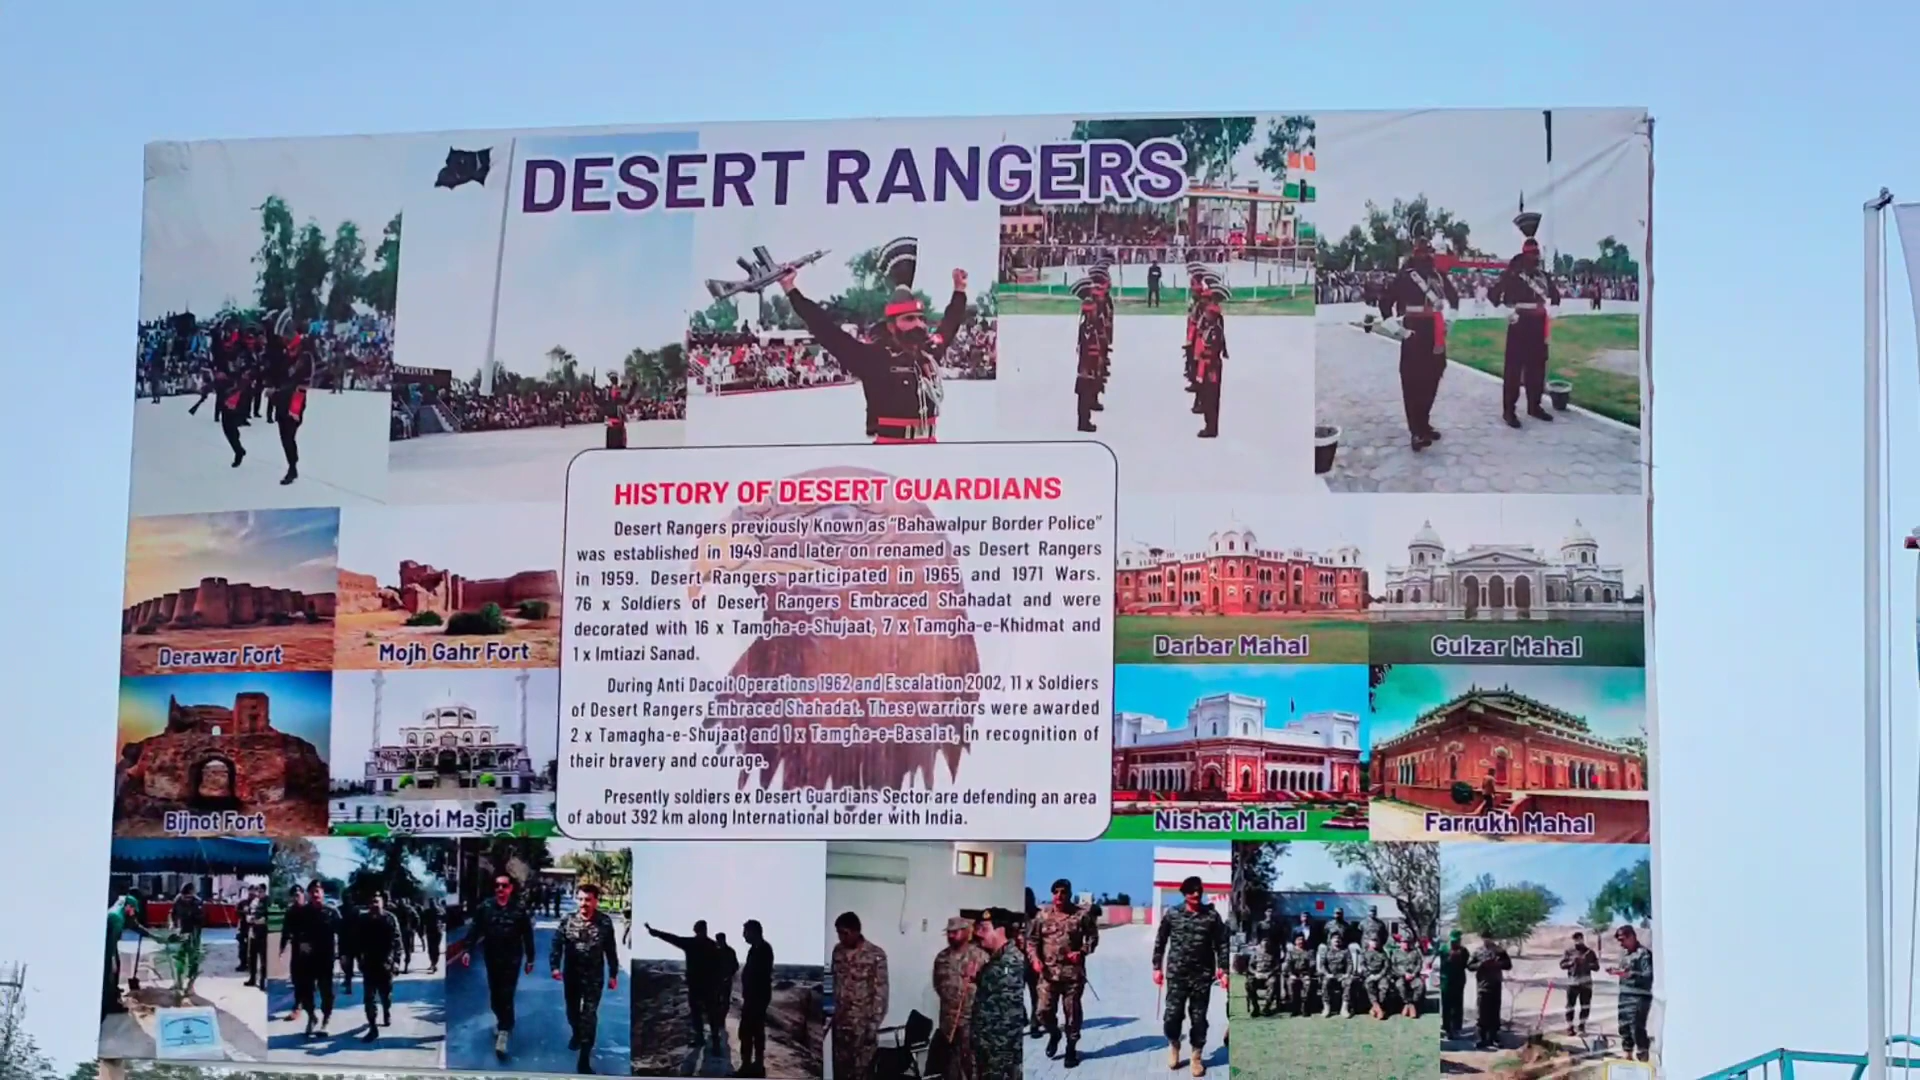 DESERT RANGERS
PAKISTAN
HISTORY OF DESERT GUARDIANS
Desert Rangers previously Known as "Bahawalpur Border Police"
was established in 1949 and later on renamed as Desert Rangers
in 1959. Desert Rangers participated in 1965 and 1971 Wars.
76 x Soldiers of Desert Rangers Embraced Shahadat and were
decorated with 16 x Tamgha-e-Shujaat, 7 x Tamgha-e-Khidmat and
1 x Imtiazi Sanad.
During Anti Dacoit Operations 1962 and Escalation 2002, 11 x Soldiers
of Desert Rangers Embraced Shahadat. These warriors were awarded
2 x Tamagha-e-Shujaat and 1 x Tamgha-e-Basalat, in recognition of
their bravery and courage.
Presently soldiers ex Desert Guardians Sector are defending an area
of about 392 km along International border with India.
Derawar Fort
Mojh Gahr Fort
Bijnot Fort
Jatoi Masjid
Darbar Mahal
Gulzar Mahal
Nishat Mahal
Farrukh Mahal